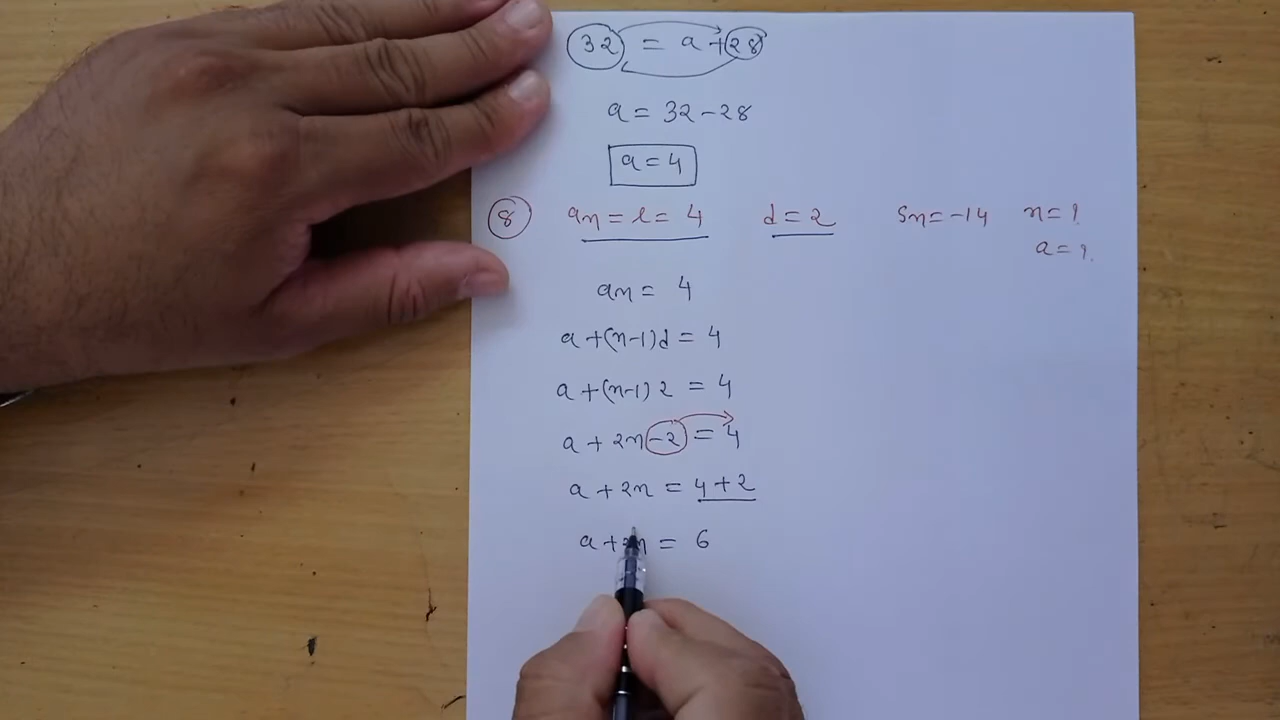 32 = a+28
a = 32-28
a = 4
8 an = l = 4 d = 2 Sn = -14 n = ?
a = ?
an = 4
a+(n-1)d = 4
a+(n-1)2 = 4
a+2n-2 = 4
a+2n = 4+2
a+2n = 6